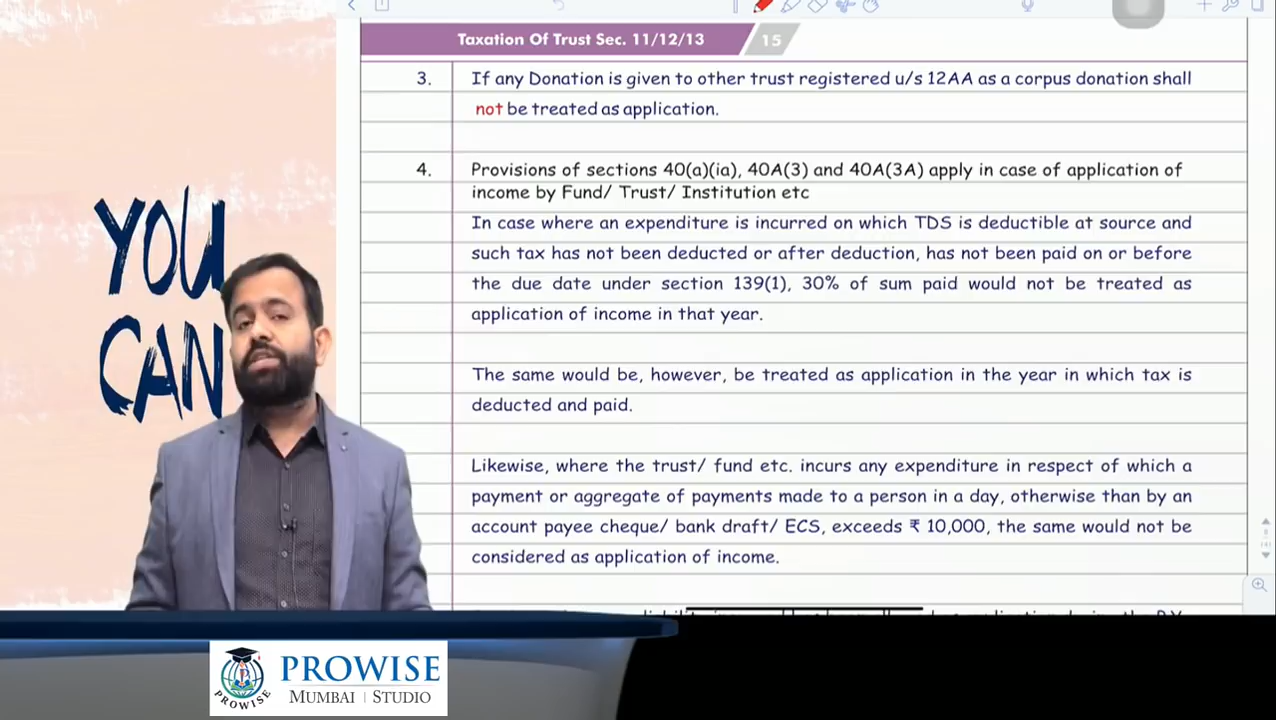 YOU
CAN
Taxation Of Trust Sec. 11/12/13
15
3. If any Donation is given to other trust registered u/s 12AA as a corpus donation shall
not be treated as application.
4. Provisions of sections 40(a)(ia), 40A(3) and 40A(3A) apply in case of application of
income by Fund/ Trust/ Institution etc
In case where an expenditure is incurred on which TDS is deductible at source and
such tax has not been deducted or after deduction, has not been paid on or before
the due date under section 139(1), 30% of sum paid would not be treated as
application of income in that year.
The same would be, however, be treated as application in the year in which tax is
deducted and paid.
Likewise, where the trust/ fund etc. incurs any expenditure in respect of which a
payment or aggregate of payments made to a person in a day, otherwise than by an
account payee cheque/ bank draft/ ECS, exceeds ₹ 10,000, the same would not be
considered as application of income.
PROWISE
PROWISE
MUMBAI | STUDIO